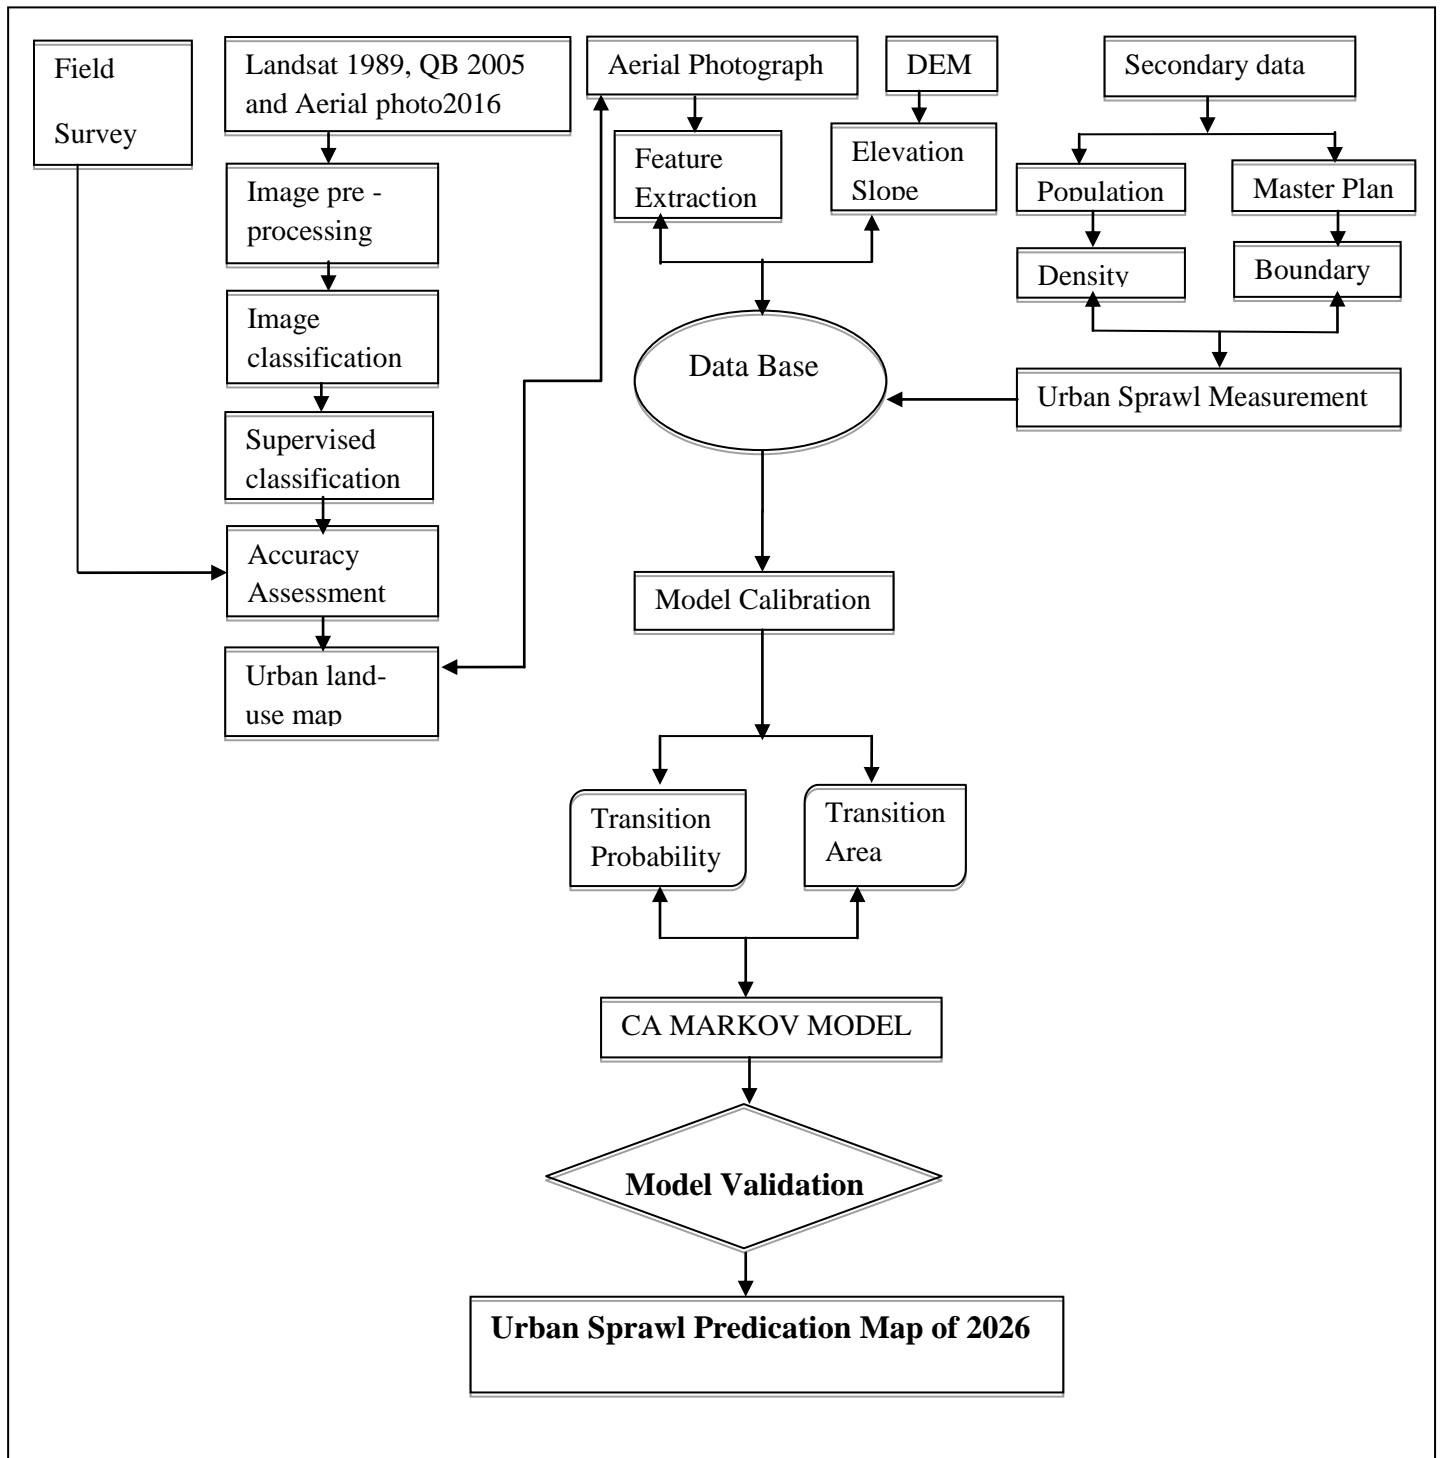 Field
Survey
Landsat 1989, QB 2005
and Aerial photo2016
Aerial Photograph
DEM
Secondary data
Image pre -
processing
Feature
Extraction
Elevation
Slope
Population
Master Plan
Density
Boundary
Image
classification
Data Base
Urban Sprawl Measurement
Supervised
classification
Accuracy
Assessment
Model Calibration
Urban land-
use map
Transition
Probability
Transition
Area
CA MARKOV MODEL
Model Validation
Urban Sprawl Predication Map of 2026